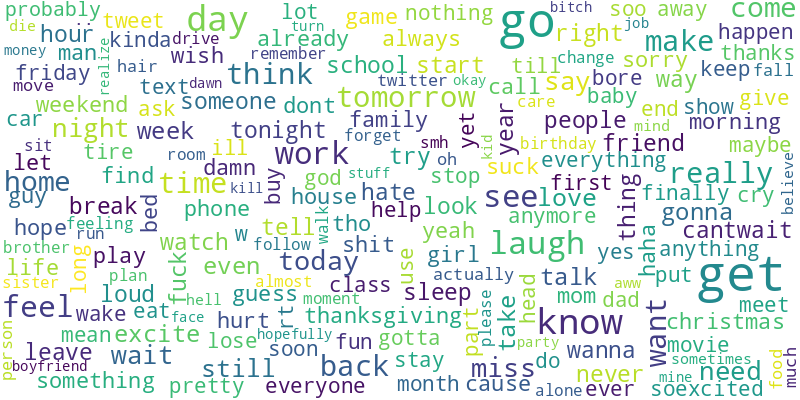 probably
die
tweet
day
lot
turn
game
nothing
go
bitch
job
soo
away
come
hour
kinda
drive
wish
already
always
right
make
happen
money
man
realize
hair
remember
school
start
till
sorry
change
thanks
move
friday
text
dawn
think
twitter
okay
call
say
bore
way
keep
fall
weekend
ask
someone
dont
tomorrow
care
baby
end
show
give
car
night
week
tonight
family
yet
year
people
mind
morning
sit
tire
ill
forget
smh
kid
birthday
friend
maybe
let
room
damn
work
try
oh
suck
everything
believe
home
find
time
kill
buy
god
stuff
stop
really
guy
break
bed
phone
house
hate
see
love
first
thing
finally
cry
hope
feeling
run
tell
walk
tho
help
look
anymore
gonna
cantwait
brother
long
play
watch
w
follow
shit
yeah
laugh
yes
haha
anything
life
sister
plan
fuck
even
almost
today
use
girl
actually
talk
put
get
feel
loud
hell
guess
moment
class
sleep
head
mom
aww
dad
meet
wake
eat
face
hurt
rt
thanksgiving
part
please
take
know
want
christmas
person
mean
excite
lose
hopefully
fun
gotta
party
wanna
movie
leave
wait
still
soon
back
stay
miss
do
never
sometimes
need
food
much
boyfriend
something
pretty
everyone
month
cause
alone
ever
mine
soexcited